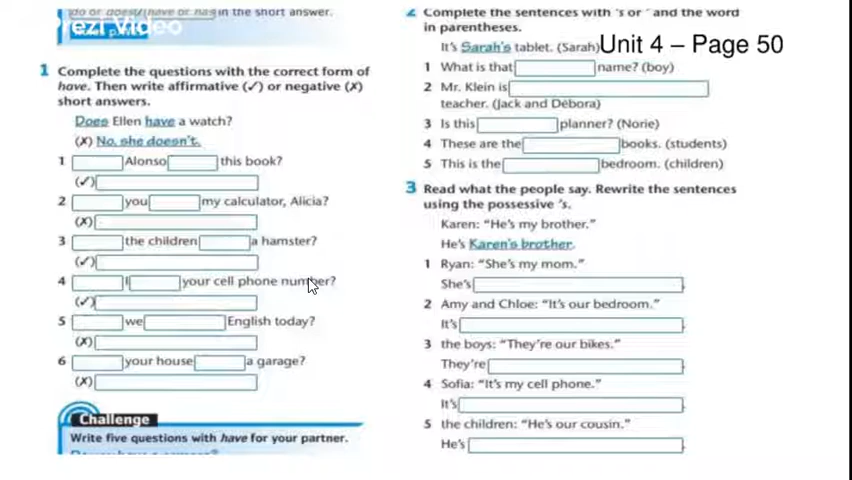 do or does / (have or has in the short answer.
Prezi Video
Unit 4 – Page 50
1 Complete the questions with the correct form of
have. Then write affirmative (✓) or negative (✗)
short answers.
Does Ellen have a watch?
(✗) No, she doesn't.
1 Alonso this book?
(✓)
2 you my calculator, Alicia?
(✗)
3 the children a hamster?
(✓)
4 I your cell phone number?
(✓)
5 we English today?
(✗)
6 your house a garage?
(✗)
Challenge
Write five questions with have for your partner.
2 Complete the sentences with 's or ' and the word
in parentheses.
It's Sarah's tablet. (Sarah)
1 What is that name? (boy)
2 Mr. Klein is
teacher. (Jack and Débora)
3 Is this planner? (Norie)
4 These are the books. (students)
5 This is the bedroom. (children)
3 Read what the people say. Rewrite the sentences
using the possessive 's.
Karen: "He's my brother."
He's Karen's brother.
1 Ryan: "She's my mom."
She's .
2 Amy and Chloe: "It's our bedroom."
It's .
3 the boys: "They're our bikes."
They're .
4 Sofia: "It's my cell phone."
It's .
5 the children: "He's our cousin."
He's .